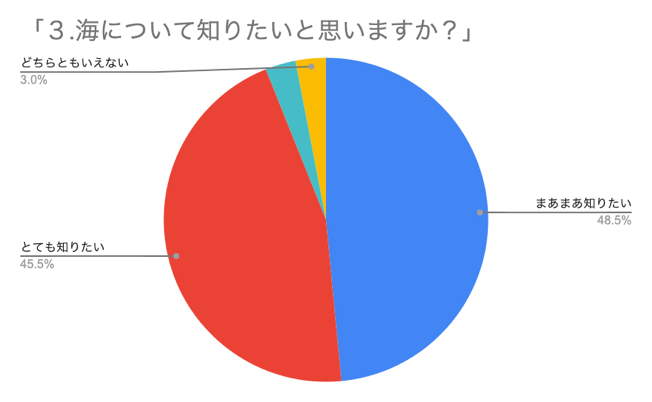 「３.海について知りたいと思いますか？」
どちらともいえない
3.0%
まあまあ知りたい
48.5%
とても知りたい
45.5%